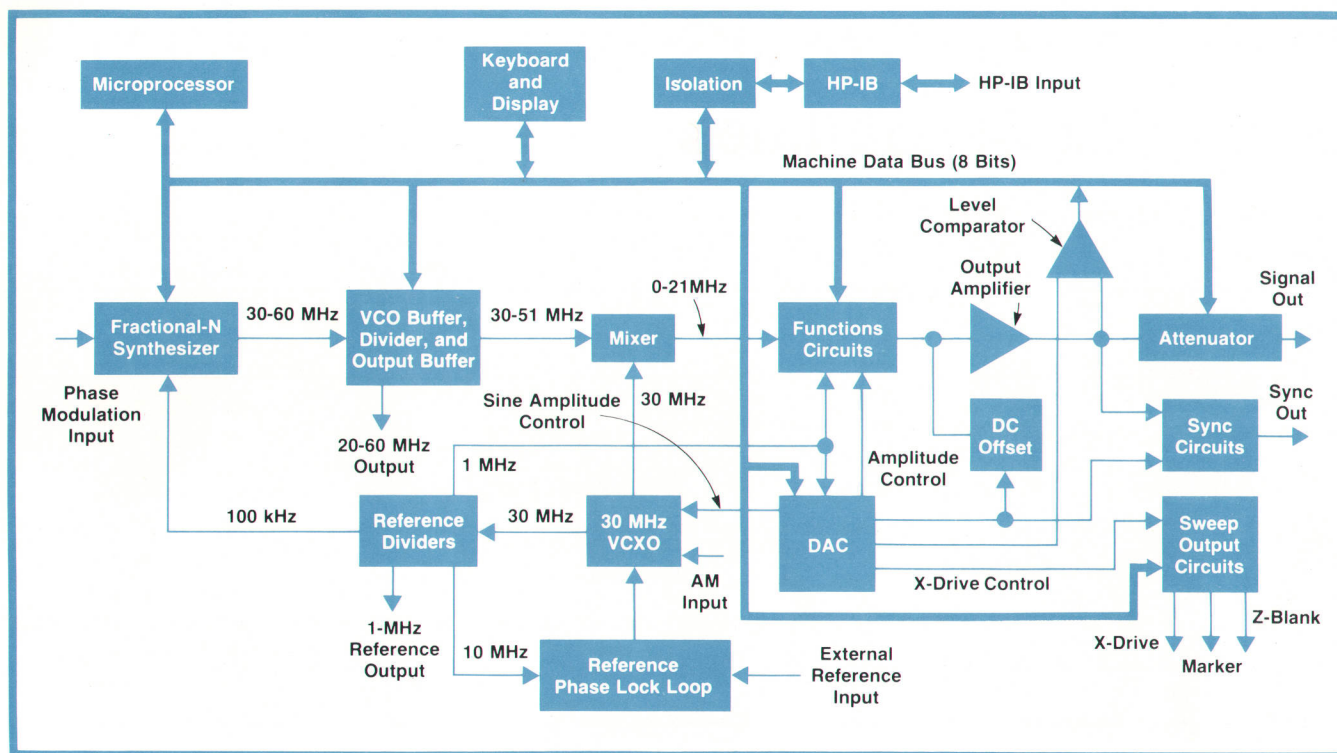 Microprocessor
Keyboard
and
Display
Isolation
HP-IB
HP-IB Input
Machine Data Bus (8 Bits)
Level
Comparator
Output
Amplifier
Signal
Out
0-21MHz
30-60 MHz
30-51 MHz
Fractional-N
Synthesizer
VCO Buffer,
Divider, and
Output Buffer
Mixer
Functions
Circuits
Attenuator
Phase
Modulation
Input
20-60 MHz
Output
30 MHz
Sine Amplitude
Control
Amplitude
Control
DC
Offset
Sync
Out
Sync
Circuits
1 MHz
100 kHz
Reference
Dividers
30 MHz
30 MHz
VCXO
DAC
Sweep
Output
Circuits
AM
Input
X-Drive Control
1-MHz
Reference
Output
10 MHz
Reference
Phase Lock Loop
External
Reference
Input
X-Drive
Marker
Z-Blank